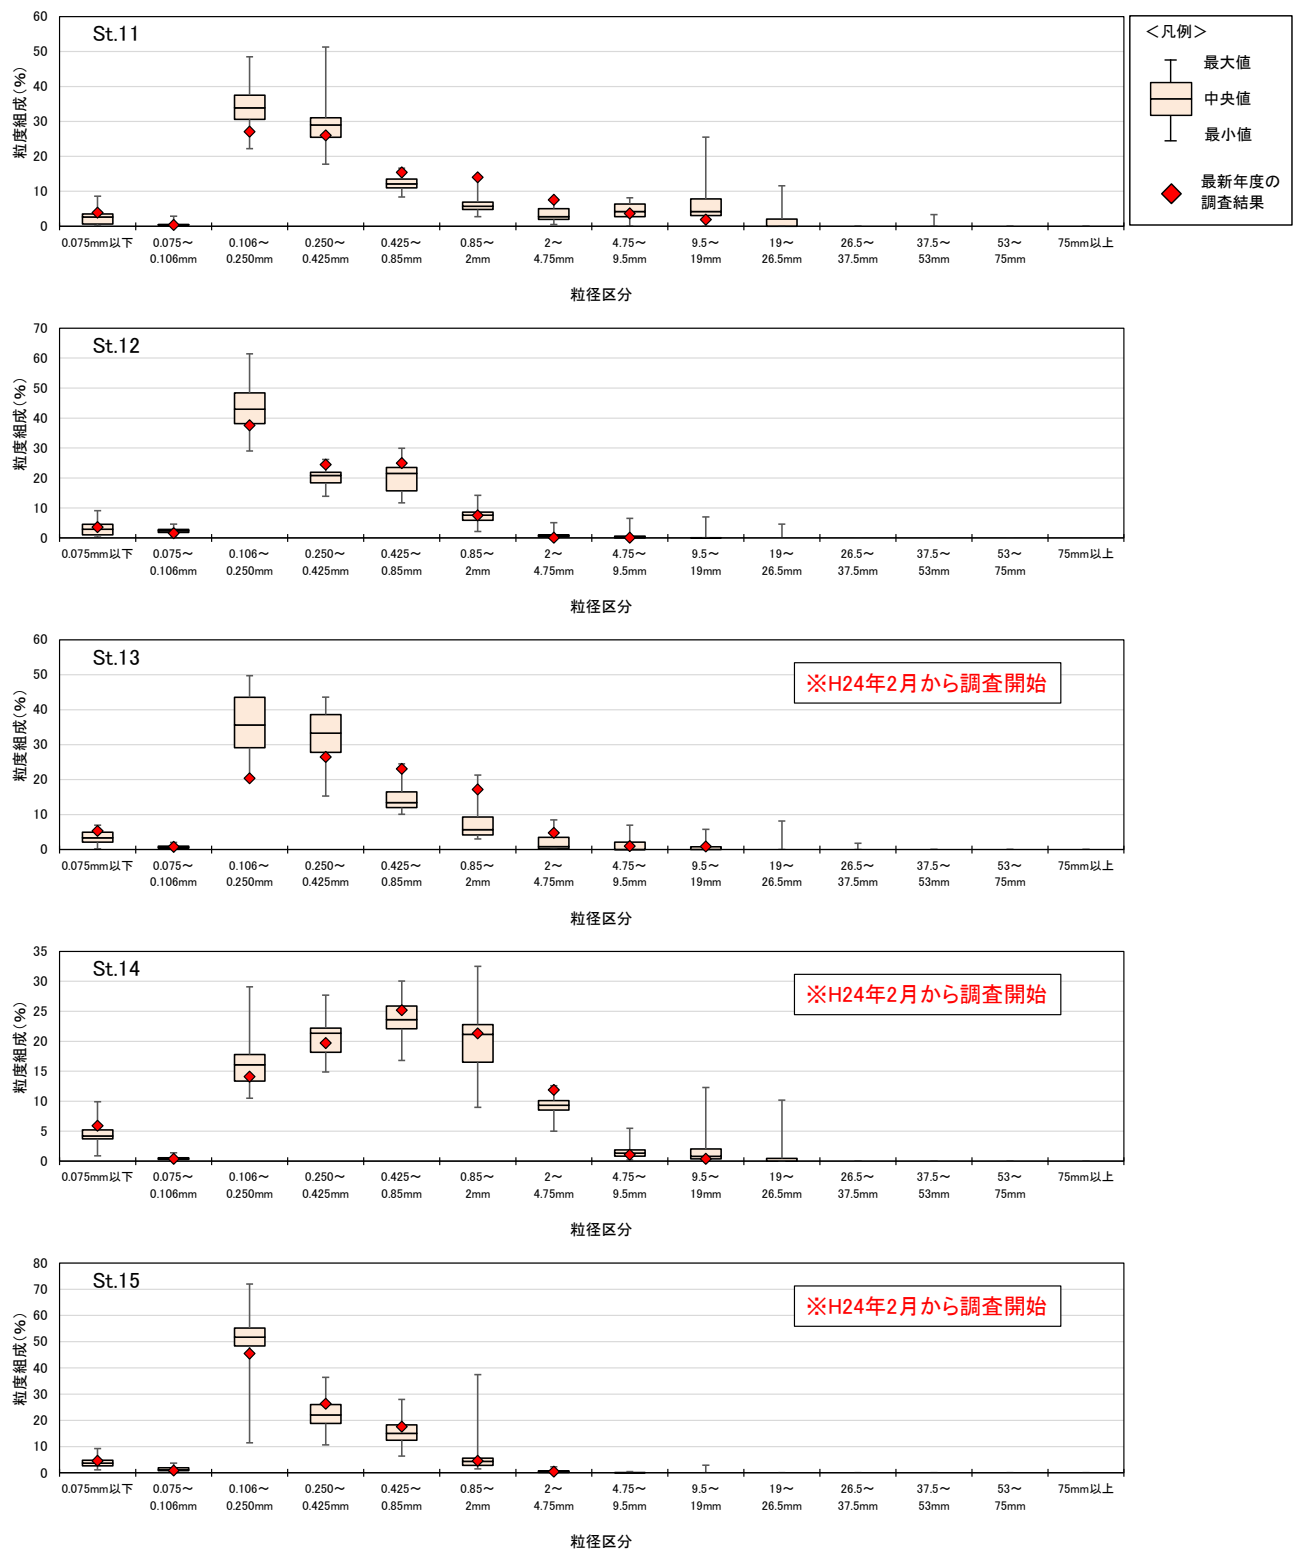 St.11
粒度組成(%)
60
50
40
30
20
10
0
0.075mm以下 0.075～ 0.106～ 0.250～ 0.425～ 0.85～ 2～ 4.75～ 9.5～ 19～ 26.5～ 37.5～ 53～ 75mm以上
0.106mm 0.250mm 0.425mm 0.85mm 2mm 4.75mm 9.5mm 19mm 26.5mm 37.5mm 53mm 75mm
粒径区分
＜凡例＞
最大値
中央値
最小値
最新年度の
調査結果
St.12
粒度組成(%)
70
60
50
40
30
20
10
0
0.075mm以下 0.075～ 0.106～ 0.250～ 0.425～ 0.85～ 2～ 4.75～ 9.5～ 19～ 26.5～ 37.5～ 53～ 75mm以上
0.106mm 0.250mm 0.425mm 0.85mm 2mm 4.75mm 9.5mm 19mm 26.5mm 37.5mm 53mm 75mm
粒径区分
St.13
※H24年2月から調査開始
粒度組成(%)
60
50
40
30
20
10
0
0.075mm以下 0.075～ 0.106～ 0.250～ 0.425～ 0.85～ 2～ 4.75～ 9.5～ 19～ 26.5～ 37.5～ 53～ 75mm以上
0.106mm 0.250mm 0.425mm 0.85mm 2mm 4.75mm 9.5mm 19mm 26.5mm 37.5mm 53mm 75mm
粒径区分
St.14
※H24年2月から調査開始
粒度組成(%)
35
30
25
20
15
10
5
0
0.075mm以下 0.075～ 0.106～ 0.250～ 0.425～ 0.85～ 2～ 4.75～ 9.5～ 19～ 26.5～ 37.5～ 53～ 75mm以上
0.106mm 0.250mm 0.425mm 0.85mm 2mm 4.75mm 9.5mm 19mm 26.5mm 37.5mm 53mm 75mm
粒径区分
St.15
※H24年2月から調査開始
粒度組成(%)
80
70
60
50
40
30
20
10
0
0.075mm以下 0.075～ 0.106～ 0.250～ 0.425～ 0.85～ 2～ 4.75～ 9.5～ 19～ 26.5～ 37.5～ 53～ 75mm以上
0.106mm 0.250mm 0.425mm 0.85mm 2mm 4.75mm 9.5mm 19mm 26.5mm 37.5mm 53mm 75mm
粒径区分